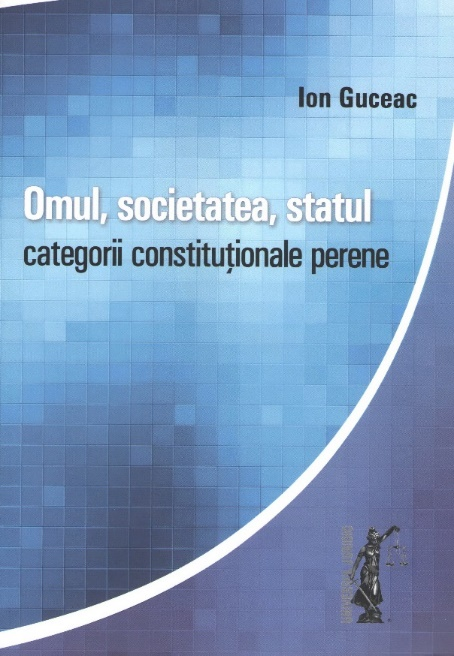 Ion Guceac
Omul, societatea, statul
categorii constituționale perene